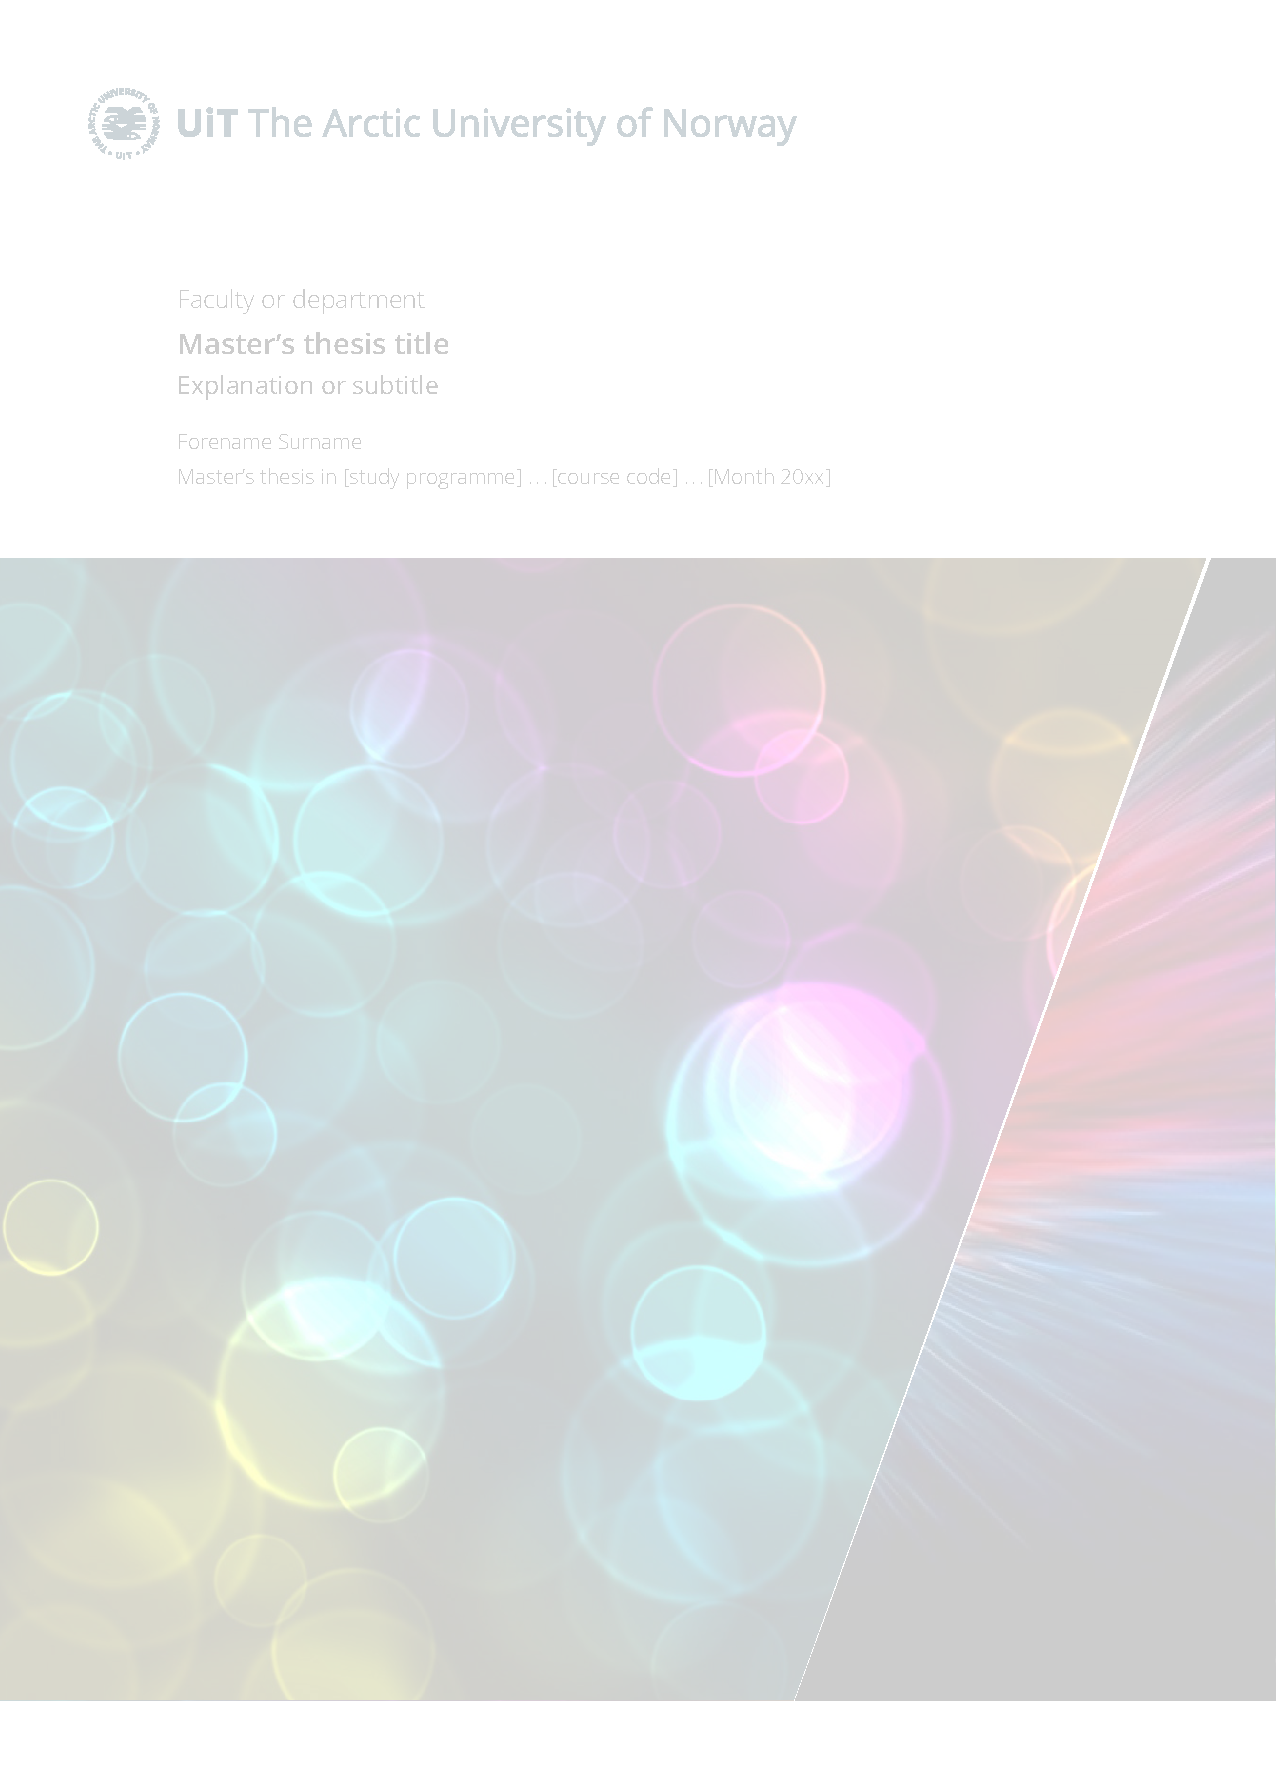 THE ARCTIC UNIVERSITY OF NORWAY • UiT •
UiT The Arctic University of Norway
Faculty or department
Master’s thesis title
Explanation or subtitle
Forename Surname
Master’s thesis in [study programme] ... [course code] ... [Month 20xx]